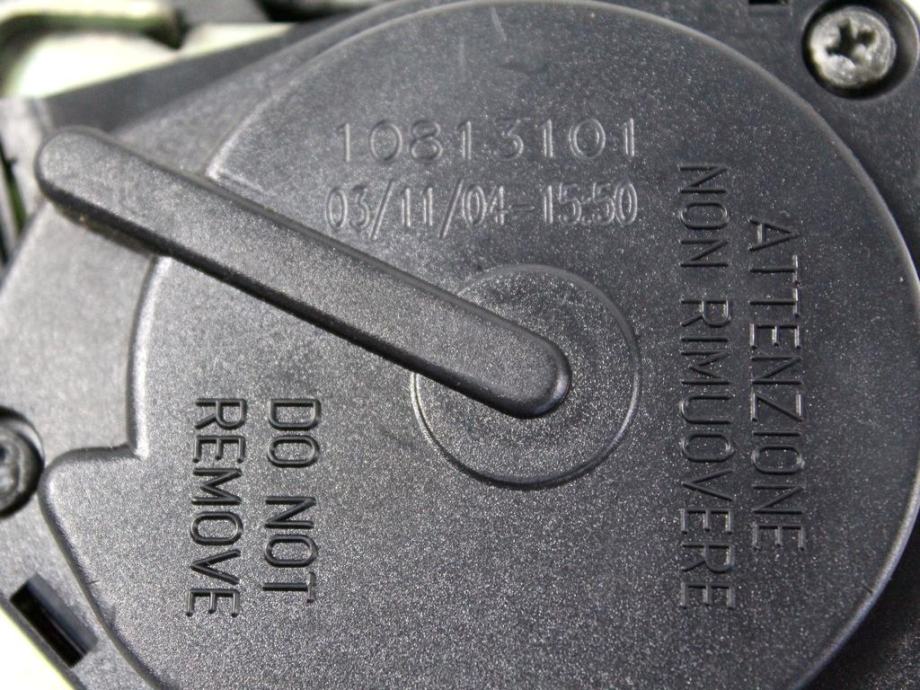 10813101
03/11/04-15:50
ATTENZIONE
NON RIMUOVERE
DO NOT
REMOVE